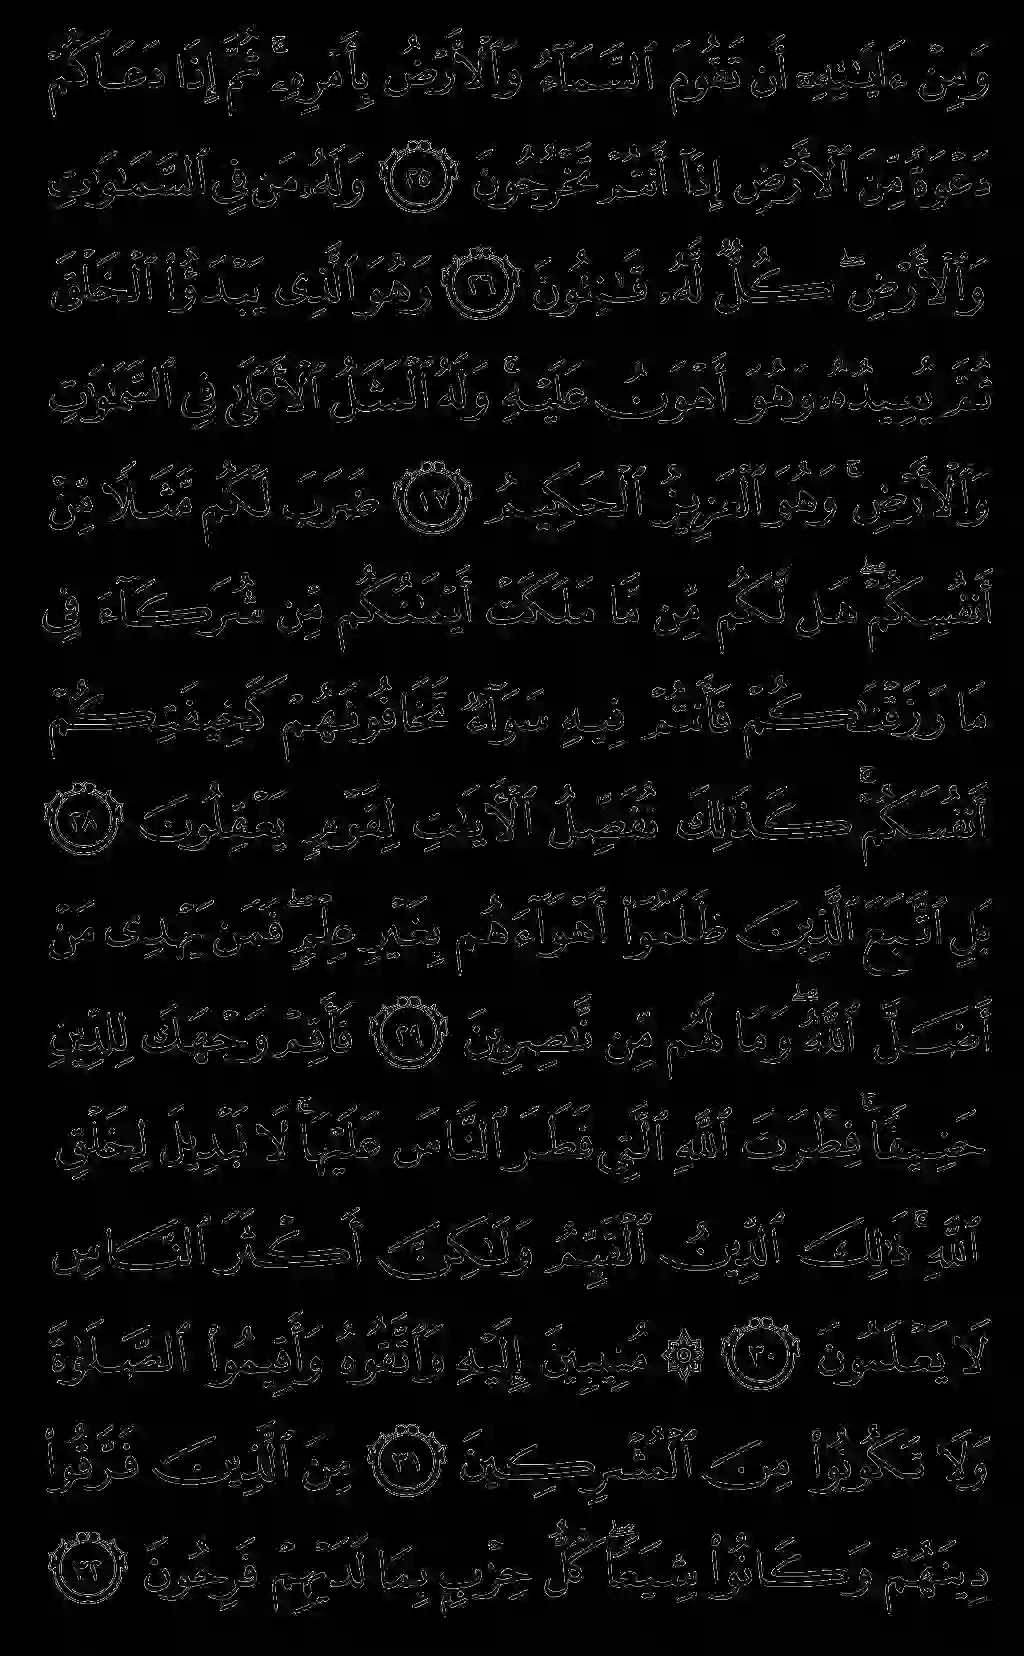 وَمِنْ ءَايَٰتِهِۦٓ أَن تَقُومَ ٱلسَّمَآءُ وَٱلْأَرْضُ بِأَمْرِهِۦ ۚ ثُمَّ إِذَا دَعَاكُمْ
دَعْوَةً مِّنَ ٱلْأَرْضِ إِذَآ أَنتُمْ تَخْرُجُونَ ٢٥ وَلَهُۥ مَن فِى ٱلسَّمَٰوَٰتِ
وَٱلْأَرْضِ ۖ كُلٌّ لَّهُۥ قَٰنِتُونَ ٢٦ وَهُوَ ٱلَّذِى يَبْدَؤُا۟ ٱلْخَلْقَ
ثُمَّ يُعِيدُهُۥ وَهُوَ أَهْوَنُ عَلَيْهِ ۚ وَلَهُ ٱلْمَثَلُ ٱلْأَعْلَىٰ فِى ٱلسَّمَٰوَٰتِ
وَٱلْأَرْضِ ۚ وَهُوَ ٱلْعَزِيزُ ٱلْحَكِيمُ ٢٧ ضَرَبَ لَكُم مَّثَلًا مِّنْ
أَنفُسِكُمْ ۖ هَل لَّكُم مِّن مَّا مَلَكَتْ أَيْمَٰنُكُم مِّن شُرَكَآءَ فِى
مَا رَزَقْنَٰكُمْ فَأَنتُمْ فِيهِ سَوَآءٌ تَخَافُونَهُمْ كَخِيفَتِكُمْ
أَنفُسَكُمْ ۚ كَذَٰلِكَ نُفَصِّلُ ٱلْءَايَٰتِ لِقَوْمٍ يَعْقِلُونَ ٢٨
بَلِ ٱتَّبَعَ ٱلَّذِينَ ظَلَمُوٓا۟ أَهْوَآءَهُم بِغَيْرِ عِلْمٍ ۖ فَمَن يَهْدِى مَنْ
أَضَلَّ ٱللَّهُ ۖ وَمَا لَهُم مِّن نَّٰصِرِينَ ٢٩ فَأَقِمْ وَجْهَكَ لِلدِّينِ
حَنِيفًا ۚ فِطْرَتَ ٱللَّهِ ٱلَّتِى فَطَرَ ٱلنَّاسَ عَلَيْهَا ۚ لَا تَبْدِيلَ لِخَلْقِ
ٱللَّهِ ۚ ذَٰلِكَ ٱلدِّينُ ٱلْقَيِّمُ وَلَٰكِنَّ أَكْثَرَ ٱلنَّاسِ
لَا يَعْلَمُونَ ٣٠ ۞ مُنِيبِينَ إِلَيْهِ وَٱتَّقُوهُ وَأَقِيمُوا۟ ٱلصَّلَوٰةَ
وَلَا تَكُونُوا۟ مِنَ ٱلْمُشْرِكِينَ ٣١ مِنَ ٱلَّذِينَ فَرَّقُوا۟
دِينَهُمْ وَكَانُوا۟ شِيَعًا ۖ كُلُّ حِزْبٍۭ بِمَا لَدَيْهِمْ فَرِحُونَ ٣٢